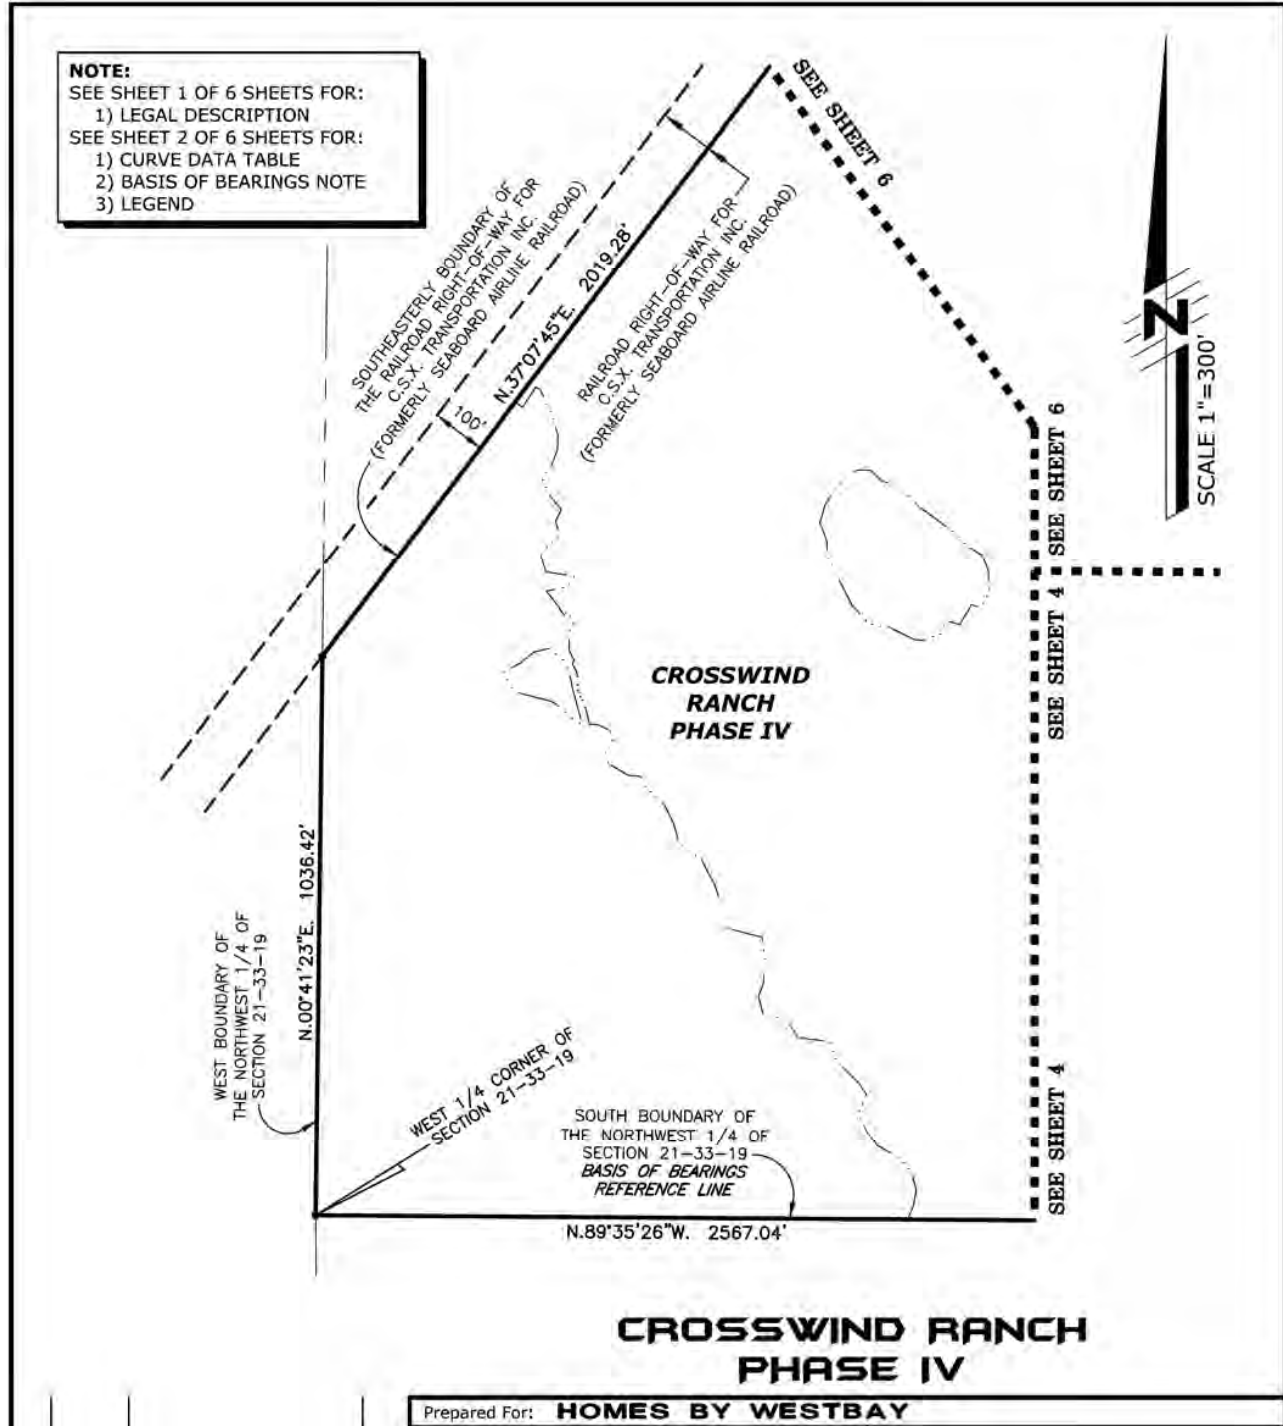 NOTE:
SEE SHEET 1 OF 6 SHEETS FOR:
1) LEGAL DESCRIPTION
SEE SHEET 2 OF 6 SHEETS FOR:
1) CURVE DATA TABLE
2) BASIS OF BEARINGS NOTE
3) LEGEND
SEE SHEET 6
SOUTHEASTERLY BOUNDARY OF
THE RAILROAD RIGHT-OF-WAY FOR
C.S.X. TRANSPORTATION INC.
(FORMERLY SEABOARD AIRLINE RAILROAD)
100'
N.37°07'45"E. 2019.28'
RAILROAD RIGHT-OF-WAY FOR
C.S.X. TRANSPORTATION INC.
(FORMERLY SEABOARD AIRLINE RAILROAD)
N
SCALE 1"=300'
SEE SHEET 6
SEE SHEET 4
CROSSWIND
RANCH
PHASE IV
N.00°41'23"E. 1036.42'
WEST BOUNDARY OF
THE NORTHWEST 1/4 OF
SECTION 21-33-19
WEST 1/4 CORNER OF
SECTION 21-33-19
SOUTH BOUNDARY OF
THE NORTHWEST 1/4 OF
SECTION 21-33-19
BASIS OF BEARINGS
REFERENCE LINE
SEE SHEET 4
N.89°35'26"W. 2567.04'
CROSSWIND RANCH
PHASE IV
Prepared For: HOMES BY WESTBAY